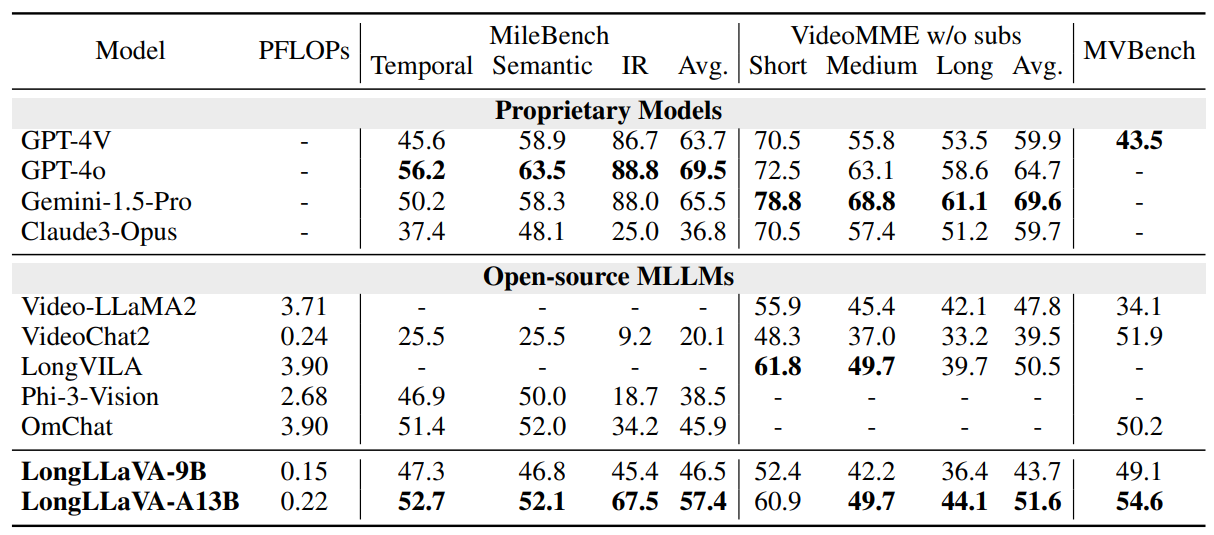 Model PFLOPs MileBench VideoMME w/o subs MVBench
Temporal Semantic IR Avg. Short Medium Long Avg.
Proprietary Models
GPT-4V - 45.6 58.9 86.7 63.7 70.5 55.8 53.5 59.9 43.5
GPT-4o - 56.2 63.5 88.8 69.5 72.5 63.1 58.6 64.7 -
Gemini-1.5-Pro - 50.2 58.3 88.0 65.5 78.8 68.8 61.1 69.6 -
Claude3-Opus - 37.4 48.1 25.0 36.8 70.5 57.4 51.2 59.7 -
Open-source MLLMs
Video-LLaMA2 3.71 - - - - 55.9 45.4 42.1 47.8 34.1
VideoChat2 0.24 25.5 25.5 9.2 20.1 48.3 37.0 33.2 39.5 51.9
LongVILA 3.90 - - - - 61.8 49.7 39.7 50.5 -
Phi-3-Vision 2.68 46.9 50.0 18.7 38.5 - - - - -
OmChat 3.90 51.4 52.0 34.2 45.9 - - - - 50.2
LongLLaVA-9B 0.15 47.3 46.8 45.4 46.5 52.4 42.2 36.4 43.7 49.1
LongLLaVA-A13B 0.22 52.7 52.1 67.5 57.4 60.9 49.7 44.1 51.6 54.6